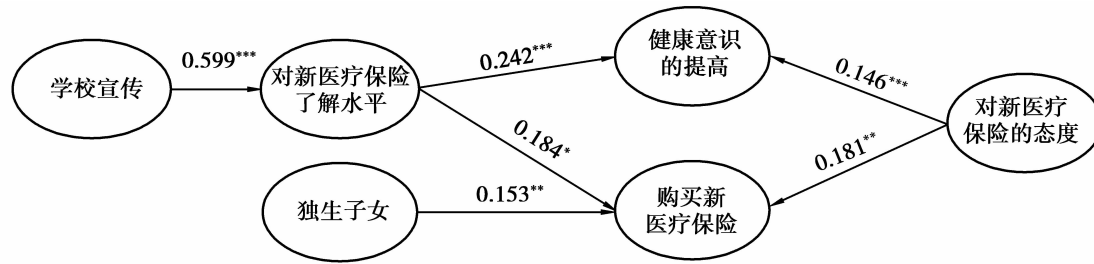 学校宣传
0.599***
对新医疗保险
了解水平
0.242***
健康意识
的提高
0.146***
对新医疗
保险的态度
0.184*
0.181**
独生子女
0.153**
购买新
医疗保险